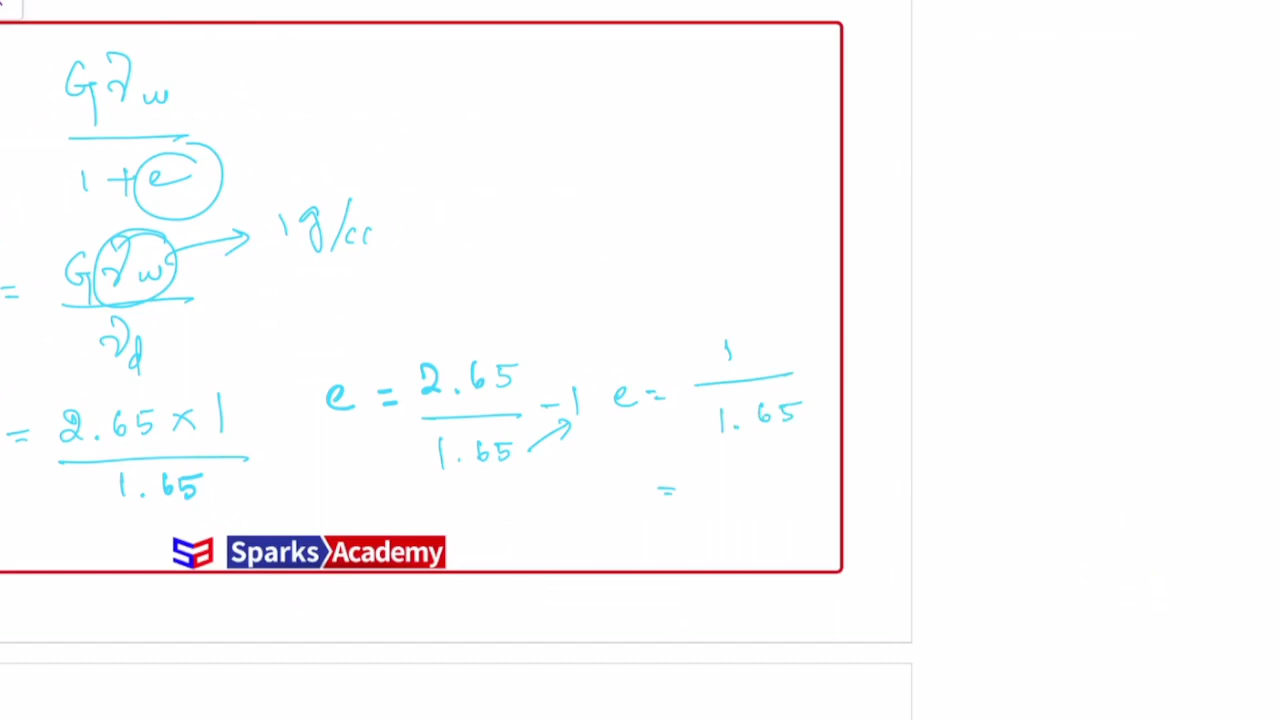 Gγw
1 + e
= Gγw → 1 g/cc
γd
= 2.65 × 1
1.65
e = 2.65 - 1
1.65
e = 1
1.65
=
Sparks Academy